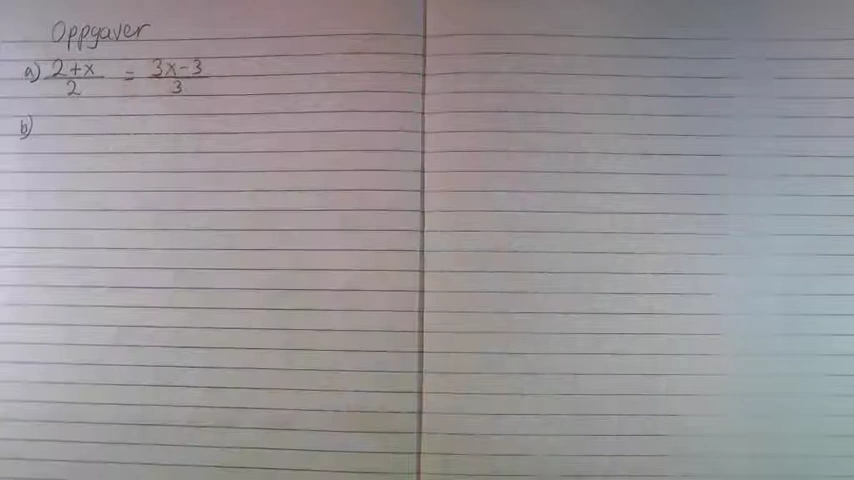 Oppgaver
a) 2+x/2 = 3x-3/3
b)